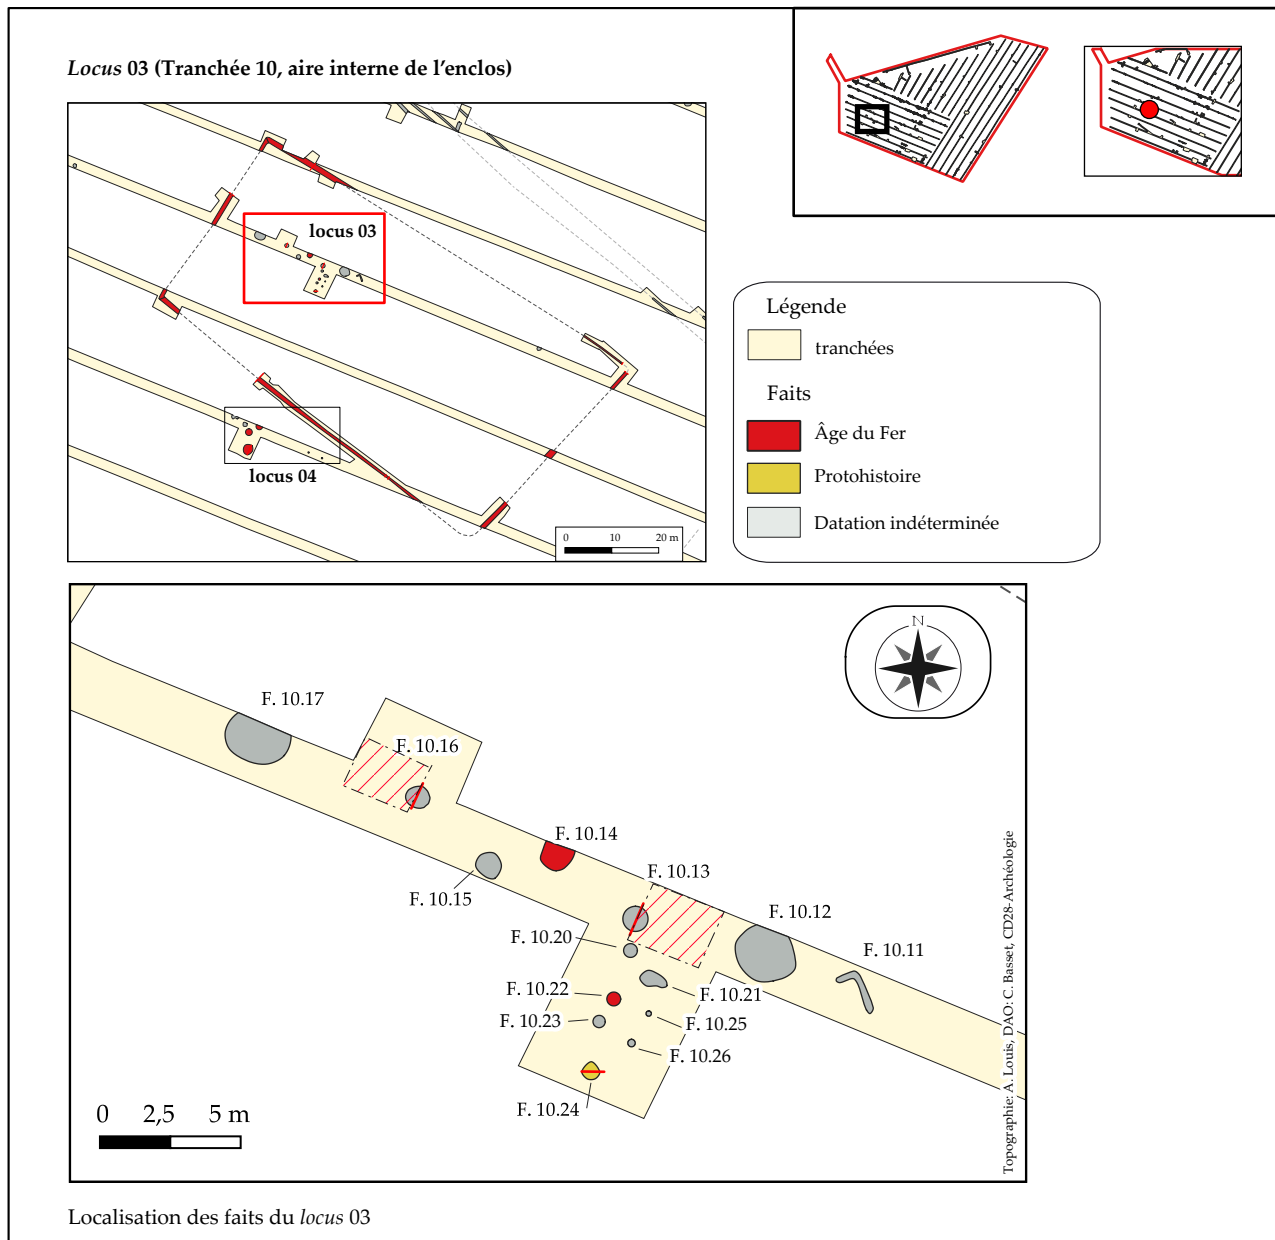 Locus 03 (Tranchée 10, aire interne de l'enclos)
locus 03
locus 04
0 10 20 m
Légende
tranchées
Faits
Âge du Fer
Protohistoire
Datation indéterminée
N
F. 10.17
F. 10.16
F. 10.14
F. 10.13
F. 10.15
F. 10.12
F. 10.11
F. 10.20
F. 10.21
F. 10.22
F. 10.23
F. 10.25
F. 10.26
F. 10.24
0 2,5 5 m
Topographie: A. Louis, DAO: C. Basset, CD28-Archéologie
Localisation des faits du locus 03